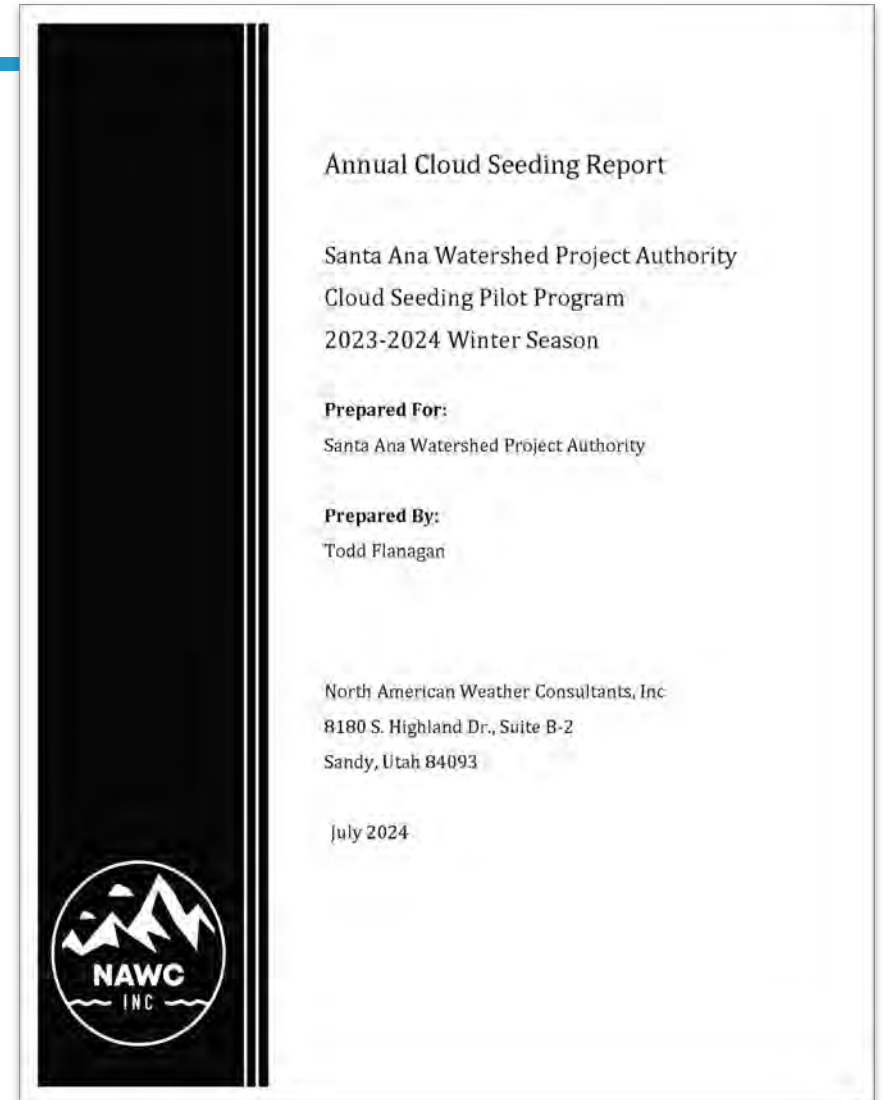 Annual Cloud Seeding Report
Santa Ana Watershed Project Authority
Cloud Seeding Pilot Program
2023-2024 Winter Season
Prepared For:
Santa Ana Watershed Project Authority
Prepared By:
Todd Flanagan
North American Weather Consultants, Inc
8180 S. Highland Dr., Suite B-2
Sandy, Utah 84093
July 2024
NAWC
INC